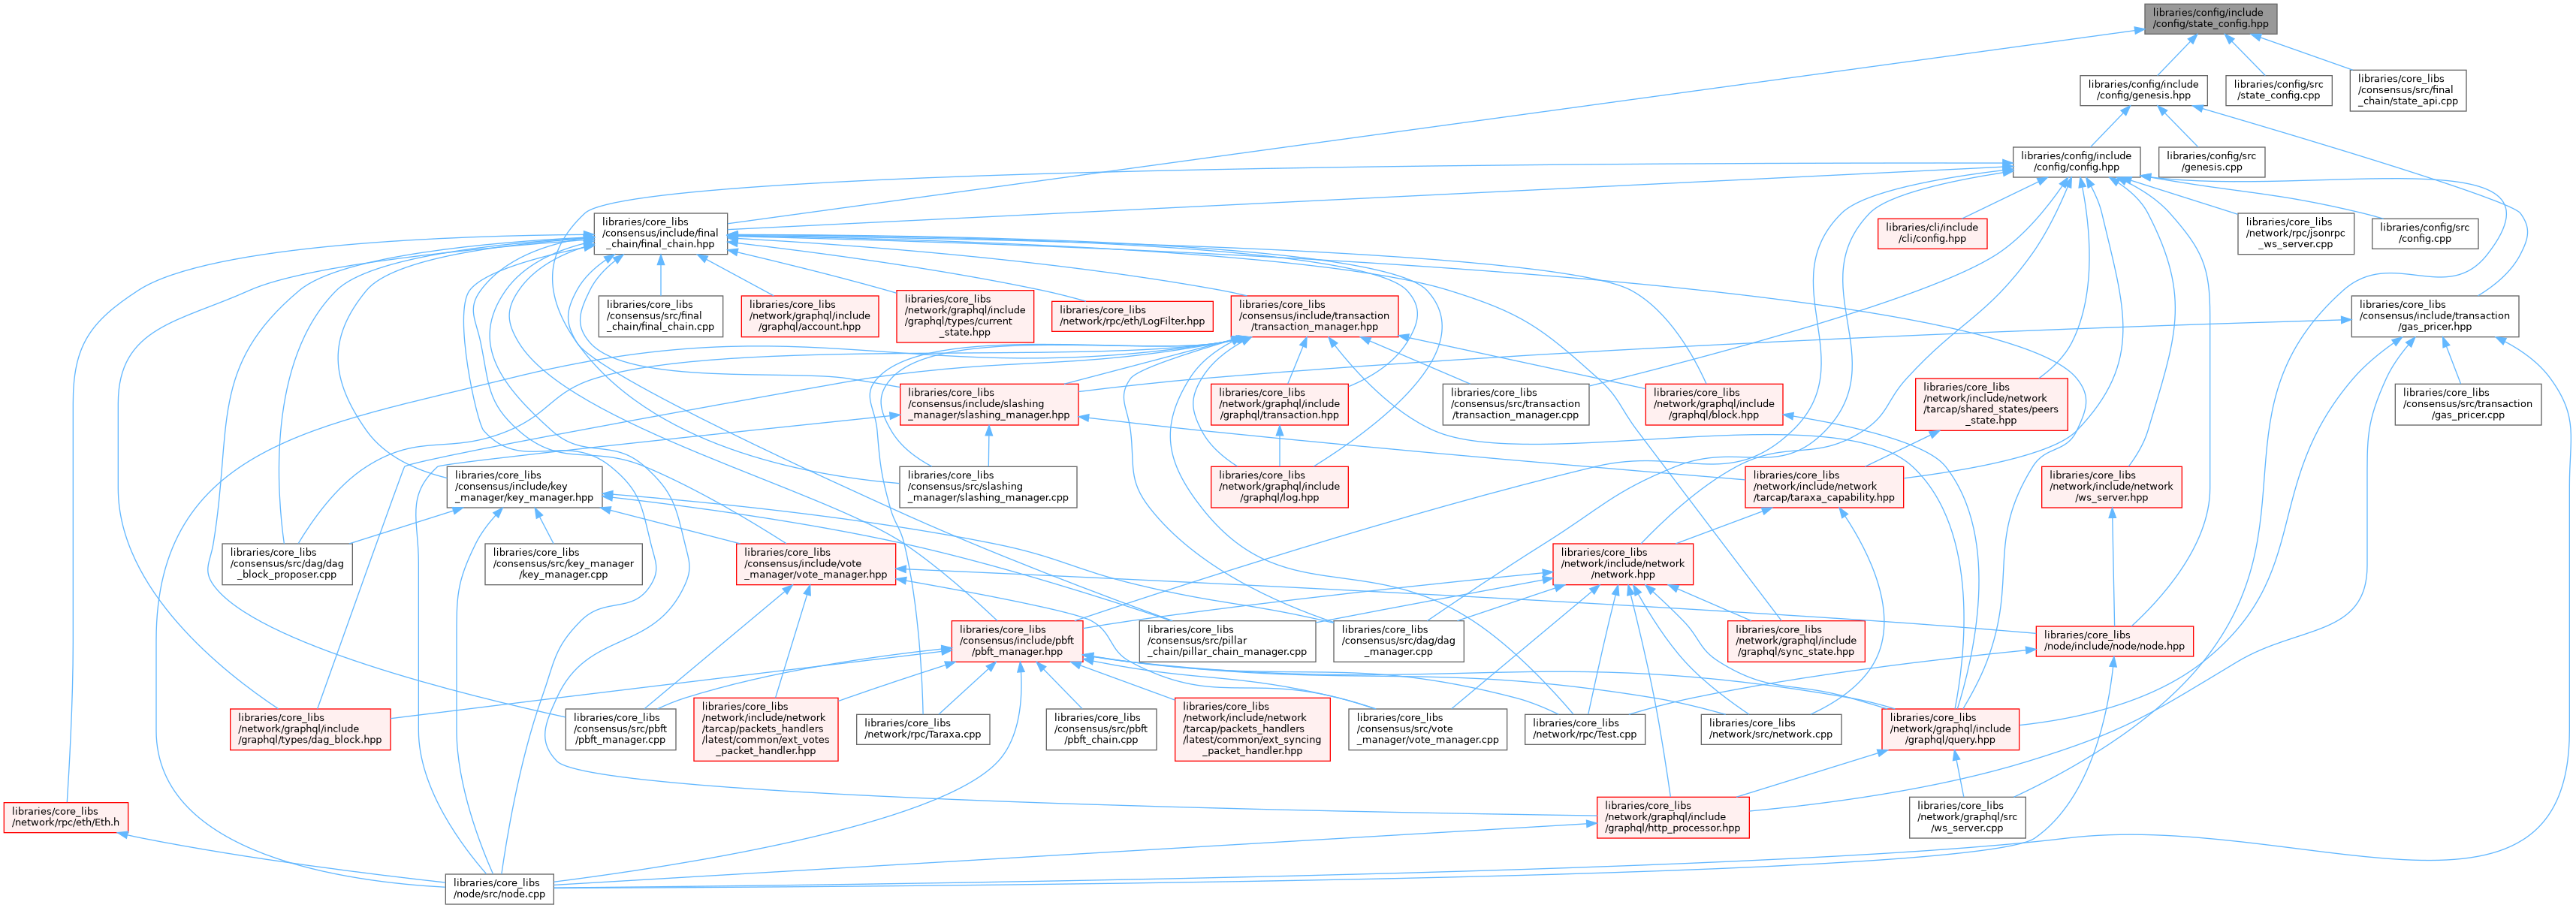 libraries/config/include
/config/state_config.hpp
libraries/config/include
/config/genesis.hpp
libraries/config/src
/state_config.cpp
libraries/core_libs
/consensus/src/final
_chain/state_api.cpp
libraries/config/include
/config/config.hpp
libraries/config/src
/genesis.cpp
libraries/core_libs
/consensus/include/final
_chain/final_chain.hpp
libraries/cli/include
/cli/config.hpp
libraries/core_libs
/network/rpc/jsonrpc
_ws_server.cpp
libraries/config/src
/config.cpp
libraries/core_libs
/consensus/src/final
_chain/final_chain.cpp
libraries/core_libs
/network/graphql/include
/graphql/account.hpp
libraries/core_libs
/network/graphql/include
/graphql/types/current
_state.hpp
libraries/core_libs
/network/rpc/eth/LogFilter.hpp
libraries/core_libs
/consensus/include/transaction
/transaction_manager.hpp
libraries/core_libs
/consensus/include/transaction
/gas_pricer.hpp
libraries/core_libs
/consensus/include/slashing
_manager/slashing_manager.hpp
libraries/core_libs
/network/graphql/include
/graphql/transaction.hpp
libraries/core_libs
/consensus/src/transaction
/transaction_manager.cpp
libraries/core_libs
/network/graphql/include
/graphql/block.hpp
libraries/core_libs
/network/include/network
/tarcap/shared_states/peers
_state.hpp
libraries/core_libs
/consensus/src/transaction
/gas_pricer.cpp
libraries/core_libs
/consensus/include/key
_manager/key_manager.hpp
libraries/core_libs
/consensus/src/slashing
_manager/slashing_manager.cpp
libraries/core_libs
/network/graphql/include
/graphql/log.hpp
libraries/core_libs
/network/include/network
/tarcap/taraxa_capability.hpp
libraries/core_libs
/network/include/network
/ws_server.hpp
libraries/core_libs
/consensus/src/dag/dag
_block_proposer.cpp
libraries/core_libs
/consensus/src/key_manager
/key_manager.cpp
libraries/core_libs
/consensus/include/vote
_manager/vote_manager.hpp
libraries/core_libs
/network/include/network
/network.hpp
libraries/core_libs
/consensus/include/pbft
/pbft_manager.hpp
libraries/core_libs
/consensus/src/pillar
_chain/pillar_chain_manager.cpp
libraries/core_libs
/consensus/src/dag/dag
_manager.cpp
libraries/core_libs
/network/graphql/include
/graphql/sync_state.hpp
libraries/core_libs
/node/include/node/node.hpp
libraries/core_libs
/network/graphql/include
/graphql/types/dag_block.hpp
libraries/core_libs
/consensus/src/pbft
/pbft_manager.cpp
libraries/core_libs
/network/include/network
/tarcap/packets_handlers
/latest/common/ext_votes
_packet_handler.hpp
libraries/core_libs
/network/rpc/Taraxa.cpp
libraries/core_libs
/consensus/src/pbft
/pbft_chain.cpp
libraries/core_libs
/network/include/network
/tarcap/packets_handlers
/latest/common/ext_syncing
_packet_handler.hpp
libraries/core_libs
/consensus/src/vote
_manager/vote_manager.cpp
libraries/core_libs
/network/rpc/Test.cpp
libraries/core_libs
/network/src/network.cpp
libraries/core_libs
/network/graphql/include
/graphql/query.hpp
libraries/core_libs
/network/rpc/eth/Eth.h
libraries/core_libs
/network/graphql/include
/graphql/http_processor.hpp
libraries/core_libs
/network/graphql/src
/ws_server.cpp
libraries/core_libs
/node/src/node.cpp